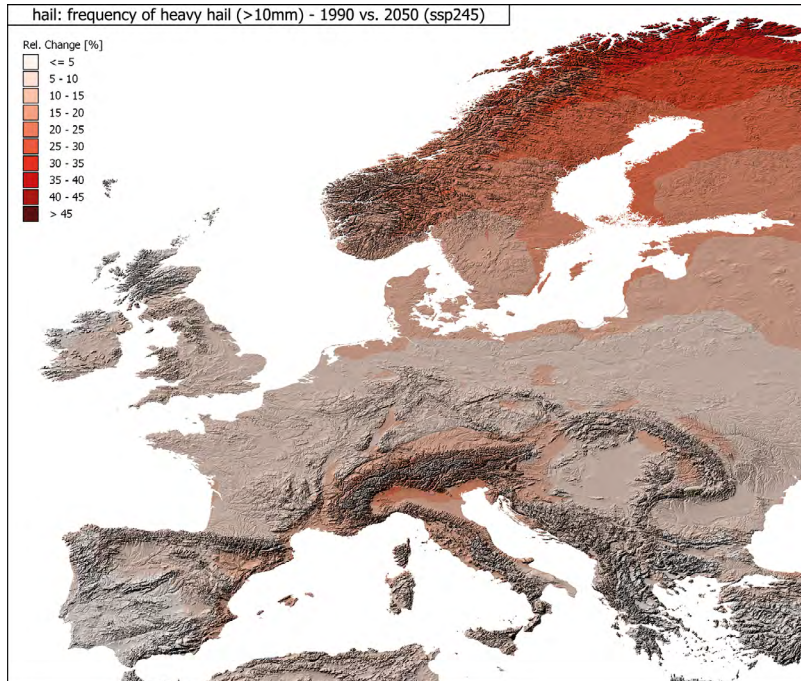 hail: frequency of heavy hail (>10mm) - 1990 vs. 2050 (ssp245)
Rel. Change [%]
<= 5
5 - 10
10 - 15
15 - 20
20 - 25
25 - 30
30 - 35
35 - 40
40 - 45
> 45